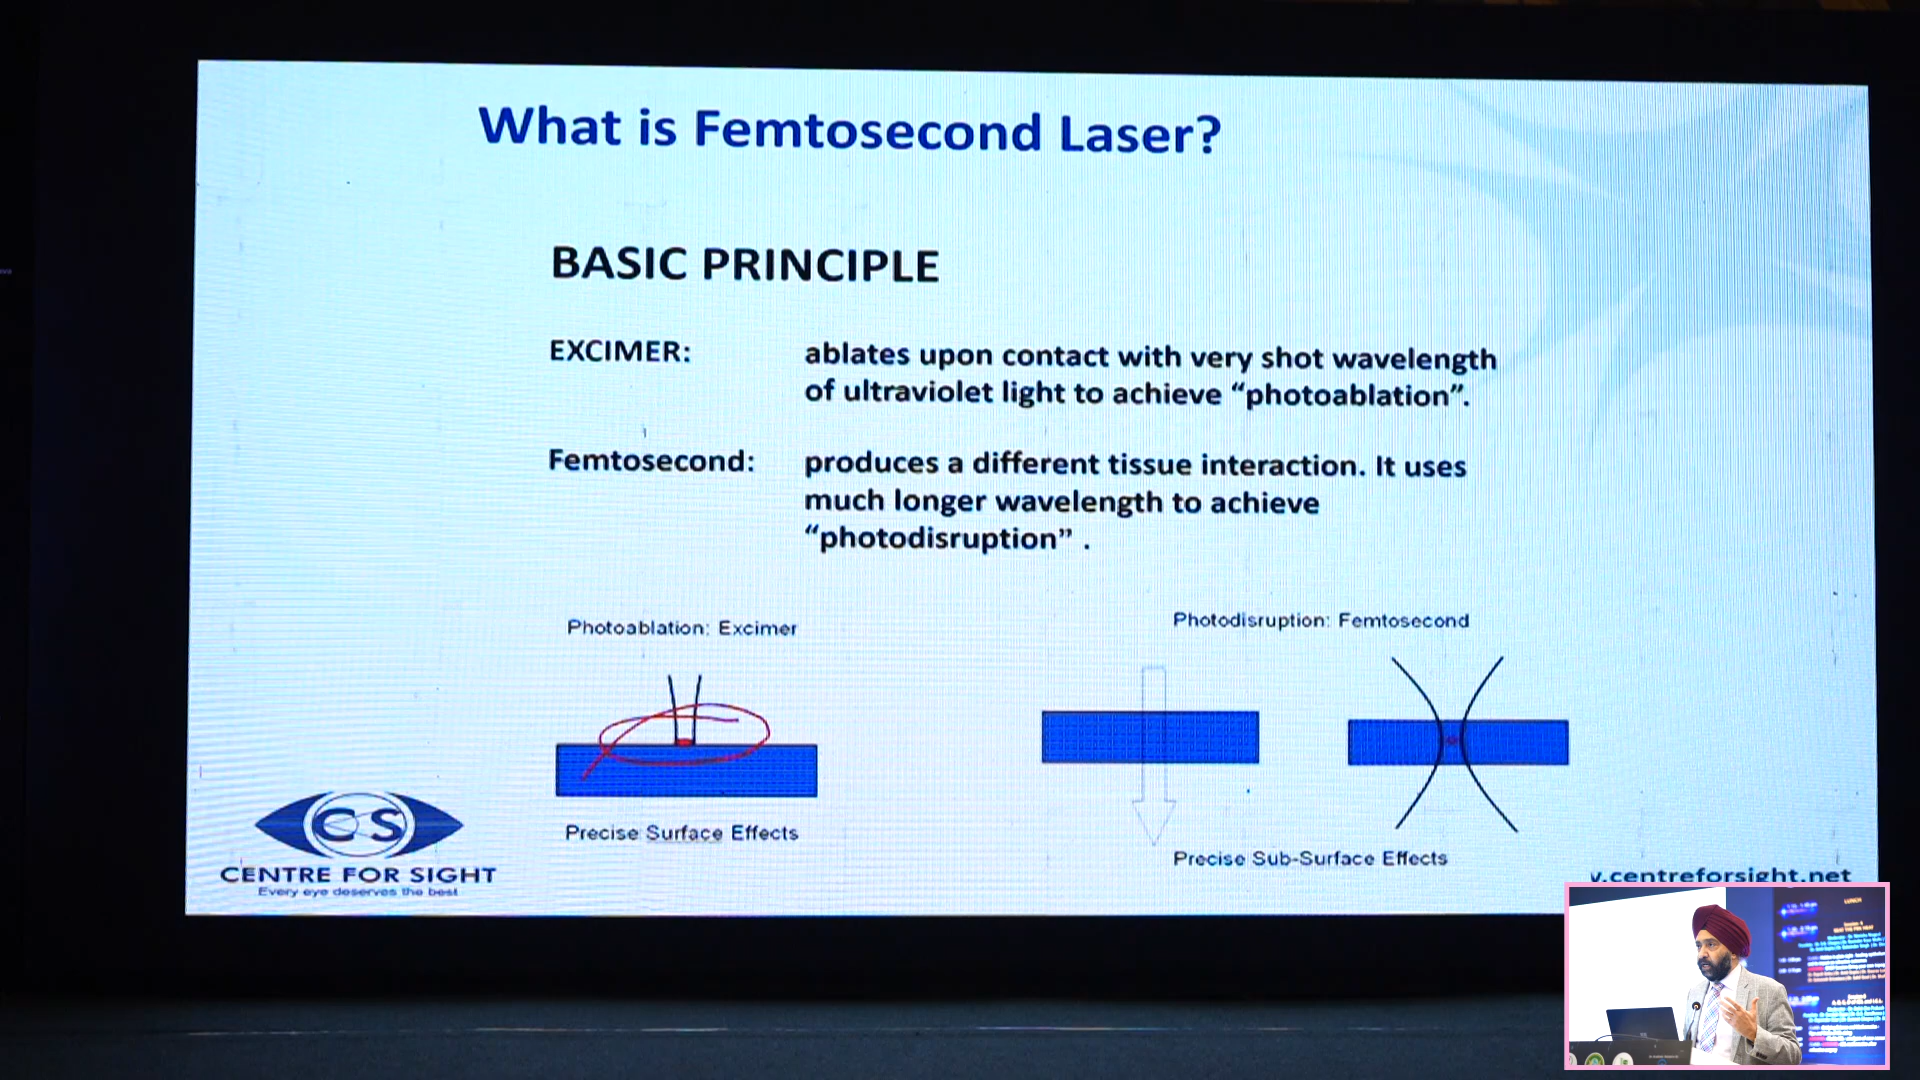 What is Femtosecond Laser?
BASIC PRINCIPLE
EXCIMER: ablates upon contact with very shot wavelength
of ultraviolet light to achieve “photoablation”.
Femtosecond: produces a different tissue interaction. It uses
much longer wavelength to achieve
“photodisruption” .
Photoablation: Excimer
Photodisruption: Femtosecond
Precise Surface Effects
Precise Sub-Surface Effects
CS
CENTRE FOR SIGHT
Every eye deserves the best
v.centreforsight.net
LUNCH